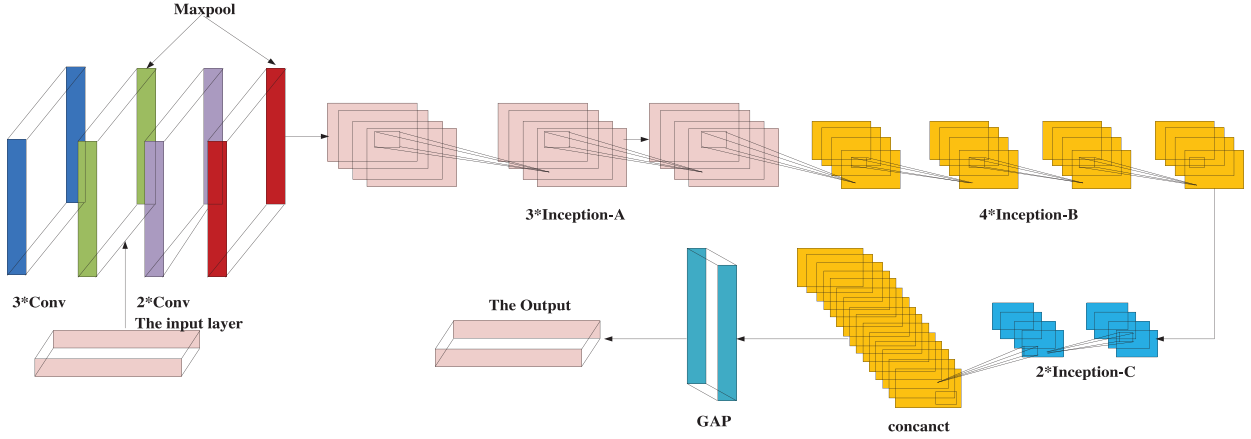 Maxpool
3*Inception-A
4*Inception-B
3*Conv
2*Conv
The input layer
The Output
GAP
concanct
2*Inception-C